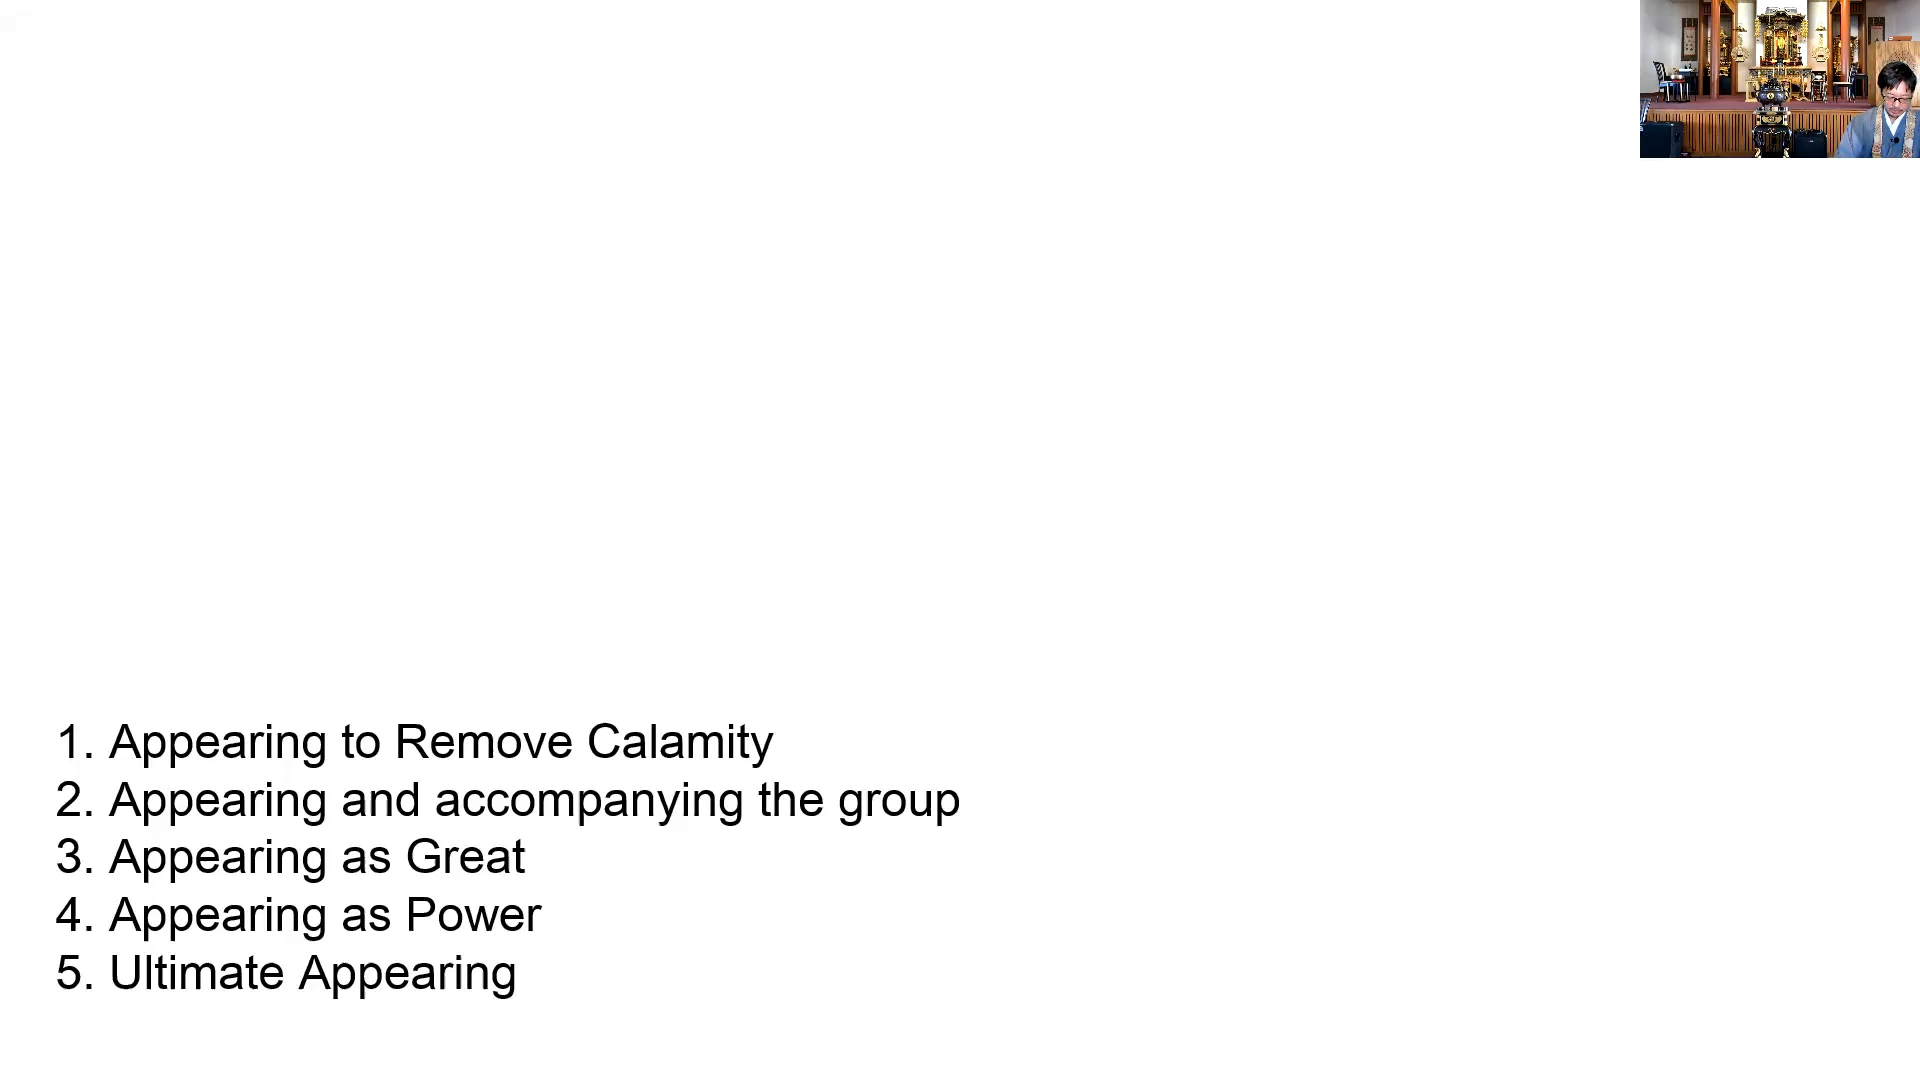 1. Appearing to Remove Calamity
2. Appearing and accompanying the group
3. Appearing as Great
4. Appearing as Power
5. Ultimate Appearing